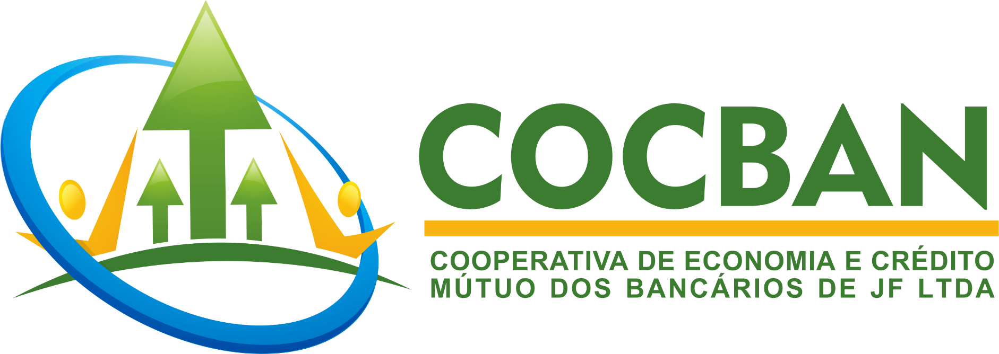 COCBAN
COOPERATIVA DE ECONOMIA E CRÉDITO
MÚTUO DOS BANCÁRIOS DE JF LTDA